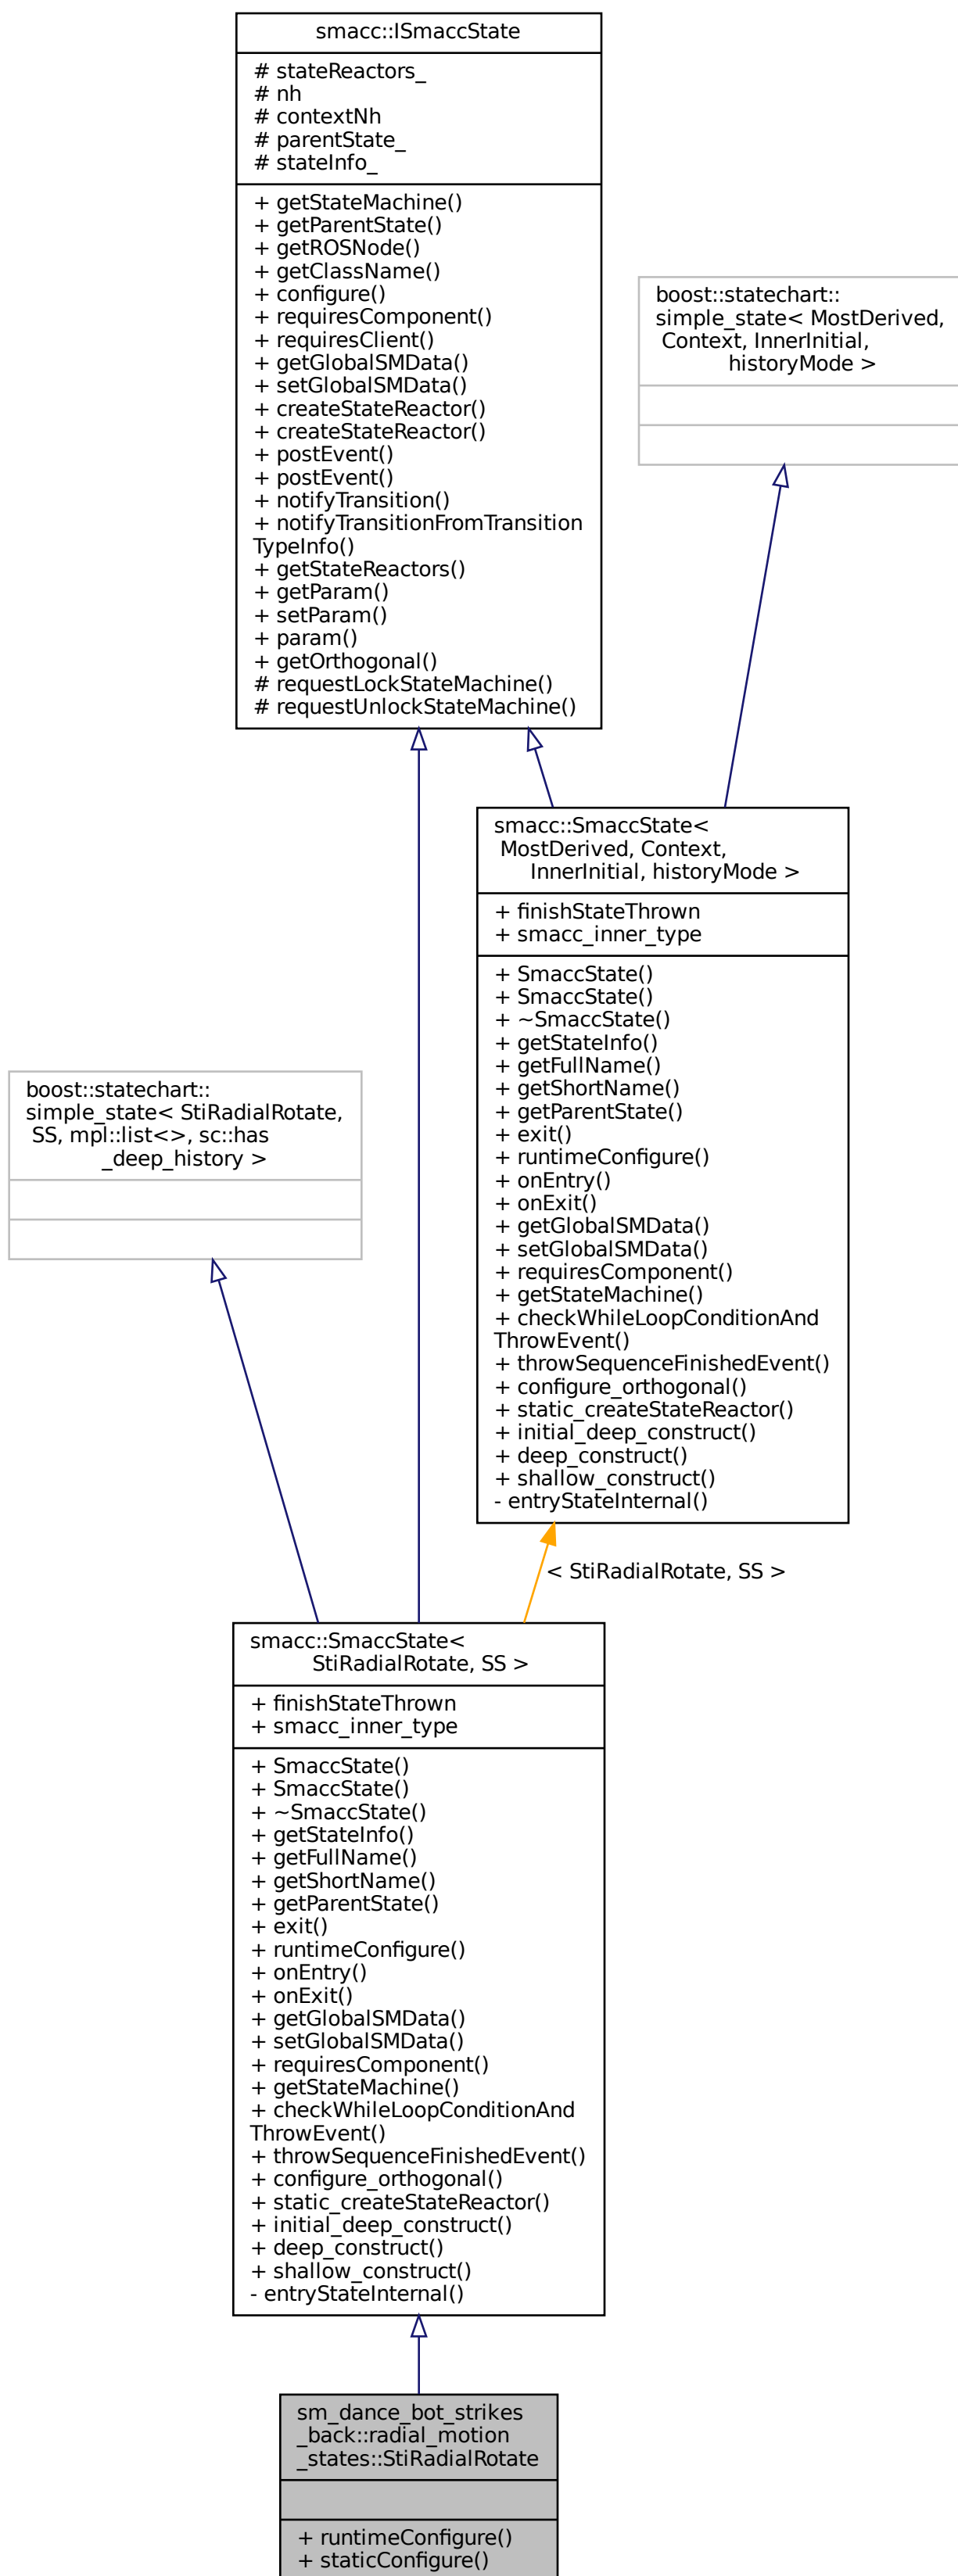 smacc::ISmaccState
# stateReactors_
# nh
# contextNh
# parentState_
# stateInfo_
+ getStateMachine()
+ getParentState()
+ getROSNode()
+ getClassName()
+ configure()
+ requiresComponent()
+ requiresClient()
+ getGlobalSMData()
+ setGlobalSMData()
+ createStateReactor()
+ createStateReactor()
+ postEvent()
+ postEvent()
+ notifyTransition()
+ notifyTransitionFromTransition
TypeInfo()
+ getStateReactors()
+ getParam()
+ setParam()
+ param()
+ getOrthogonal()
# requestLockStateMachine()
# requestUnlockStateMachine()
boost::statechart::
simple_state< MostDerived,
Context, InnerInitial,
historyMode >
smacc::SmaccState<
MostDerived, Context,
InnerInitial, historyMode >
+ finishStateThrown
+ smacc_inner_type
+ SmaccState()
+ SmaccState()
+ ~SmaccState()
+ getStateInfo()
+ getFullName()
+ getShortName()
+ getParentState()
+ exit()
+ runtimeConfigure()
+ onEntry()
+ onExit()
+ getGlobalSMData()
+ setGlobalSMData()
+ requiresComponent()
+ getStateMachine()
+ checkWhileLoopConditionAnd
ThrowEvent()
+ throwSequenceFinishedEvent()
+ configure_orthogonal()
+ static_createStateReactor()
+ initial_deep_construct()
+ deep_construct()
+ shallow_construct()
- entryStateInternal()
boost::statechart::
simple_state< StiRadialRotate,
SS, mpl::list<>, sc::has
_deep_history >
< StiRadialRotate, SS >
smacc::SmaccState<
StiRadialRotate, SS >
+ finishStateThrown
+ smacc_inner_type
+ SmaccState()
+ SmaccState()
+ ~SmaccState()
+ getStateInfo()
+ getFullName()
+ getShortName()
+ getParentState()
+ exit()
+ runtimeConfigure()
+ onEntry()
+ onExit()
+ getGlobalSMData()
+ setGlobalSMData()
+ requiresComponent()
+ getStateMachine()
+ checkWhileLoopConditionAnd
ThrowEvent()
+ throwSequenceFinishedEvent()
+ configure_orthogonal()
+ static_createStateReactor()
+ initial_deep_construct()
+ deep_construct()
+ shallow_construct()
- entryStateInternal()
sm_dance_bot_strikes
_back::radial_motion
_states::StiRadialRotate
+ runtimeConfigure()
+ staticConfigure()